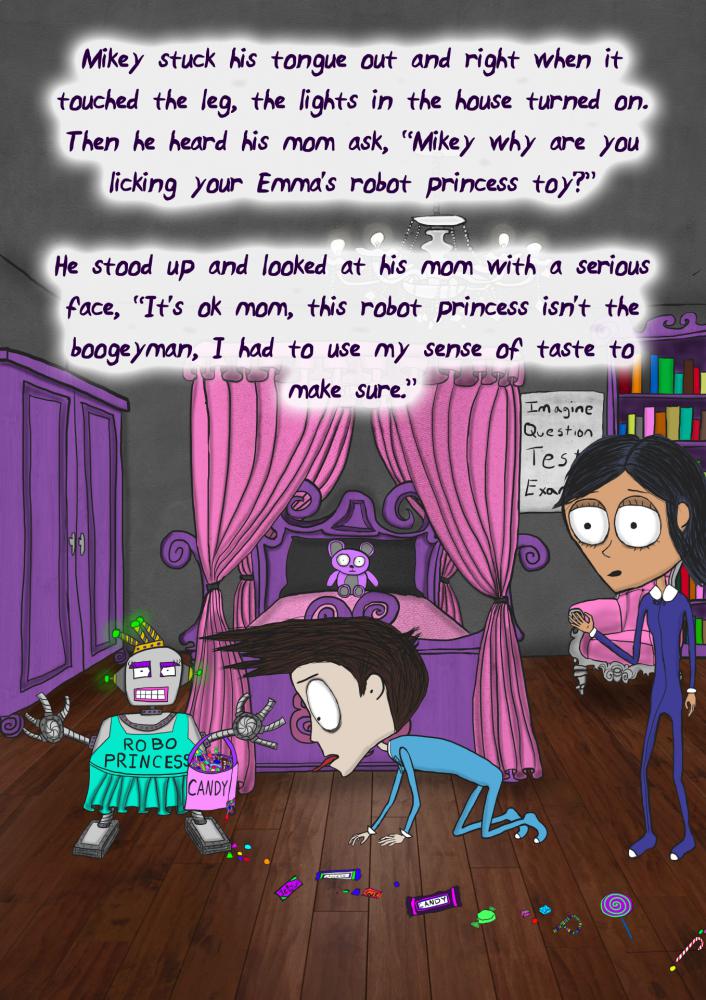 Mikey stuck his tongue out and right when it
touched the leg, the lights in the house turned on.
Then he heard his mom ask, “Mikey why are you
licking your Emma's robot princess toy?”
He stood up and looked at his mom with a serious
face, “It's ok mom, this robot princess isn't the
boogeyman, I had to use my sense of taste to
make sure.”
Imagine
Question
Tes
Exa
ROBO
PRINCESS
CANDY
CANDY